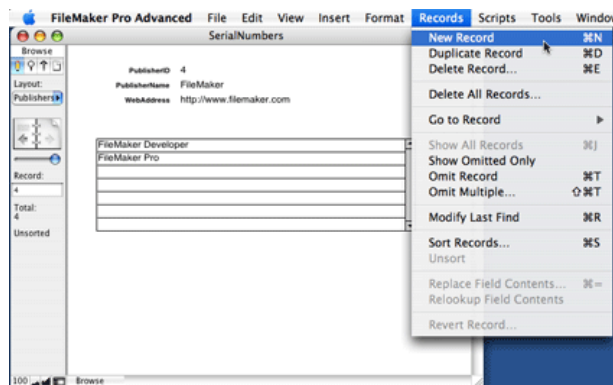 FileMaker Pro Advanced File Edit View Insert Format Records Scripts Tools Window
SerialNumbers
Browse
Layout:
Publishers
Record:
4
Total:
4
Unsorted
PublisherID 4
PublisherName FileMaker
WebAddress http://www.filemaker.com
FileMaker Developer
FileMaker Pro
New Record ⌘N
Duplicate Record ⌘D
Delete Record... ⌘E
Delete All Records...
Go to Record
Show All Records ⌘J
Show Omitted Only
Omit Record ⌘T
Omit Multiple... ⇧⌘T
Modify Last Find ⌘R
Sort Records... ⌘S
Unsort
Replace Field Contents... ⌘=
Relookup Field Contents
Revert Record...
100 Browse